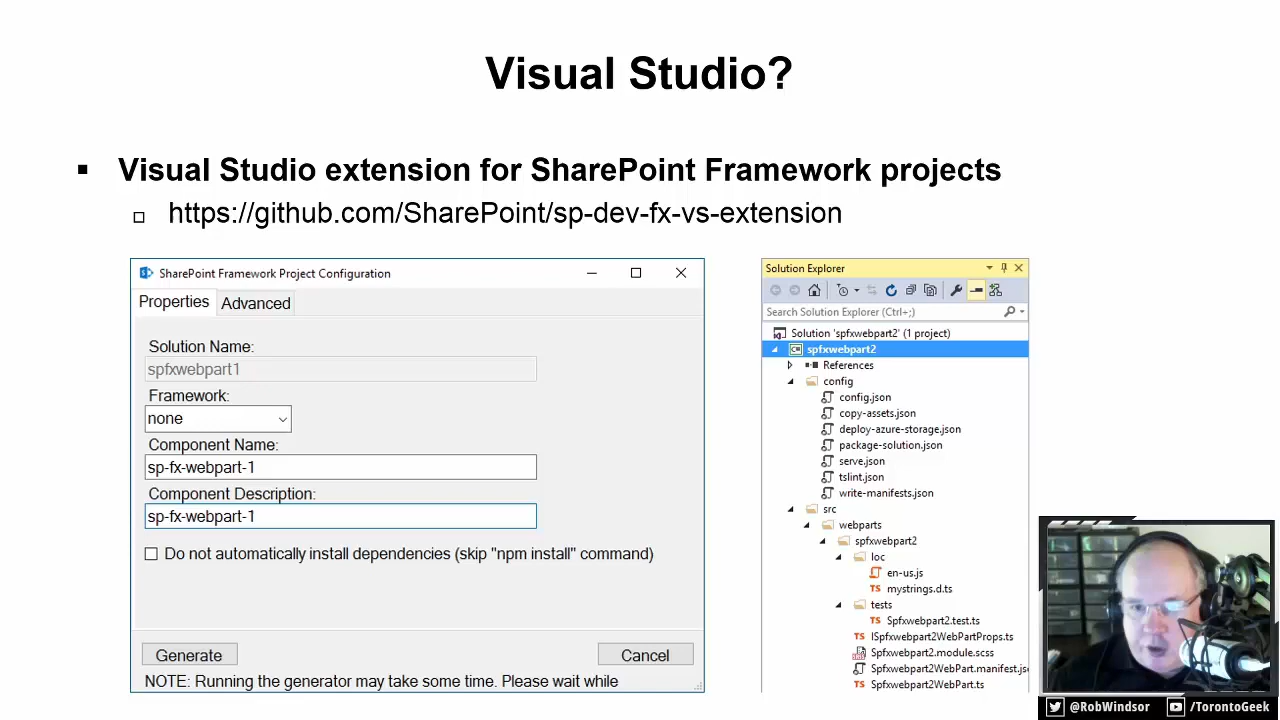 Visual Studio?
Visual Studio extension for SharePoint Framework projects
https://github.com/SharePoint/sp-dev-fx-vs-extension
SharePoint Framework Project Configuration
Properties
Advanced
Solution Name:
spfxwebpart1
Framework:
none
Component Name:
sp-fx-webpart-1
Component Description:
sp-fx-webpart-1
Do not automatically install dependencies (skip "npm install" command)
Generate
Cancel
NOTE: Running the generator may take some time. Please wait while
Solution Explorer
Search Solution Explorer (Ctrl+;)
Solution 'spfxwebpart2' (1 project)
spfxwebpart2
References
config
config.json
copy-assets.json
deploy-azure-storage.json
package-solution.json
serve.json
tslint.json
write-manifests.json
src
webparts
spfxwebpart2
loc
en-us.js
TS mystrings.d.ts
tests
TS Spfxwebpart2.test.ts
TS ISpfxwebpart2WebPartProps.ts
Spfxwebpart2.module.scss
Spfxwebpart2WebPart.manifest.js
TS Spfxwebpart2WebPart.ts
@RobWindsor
/TorontoGeek